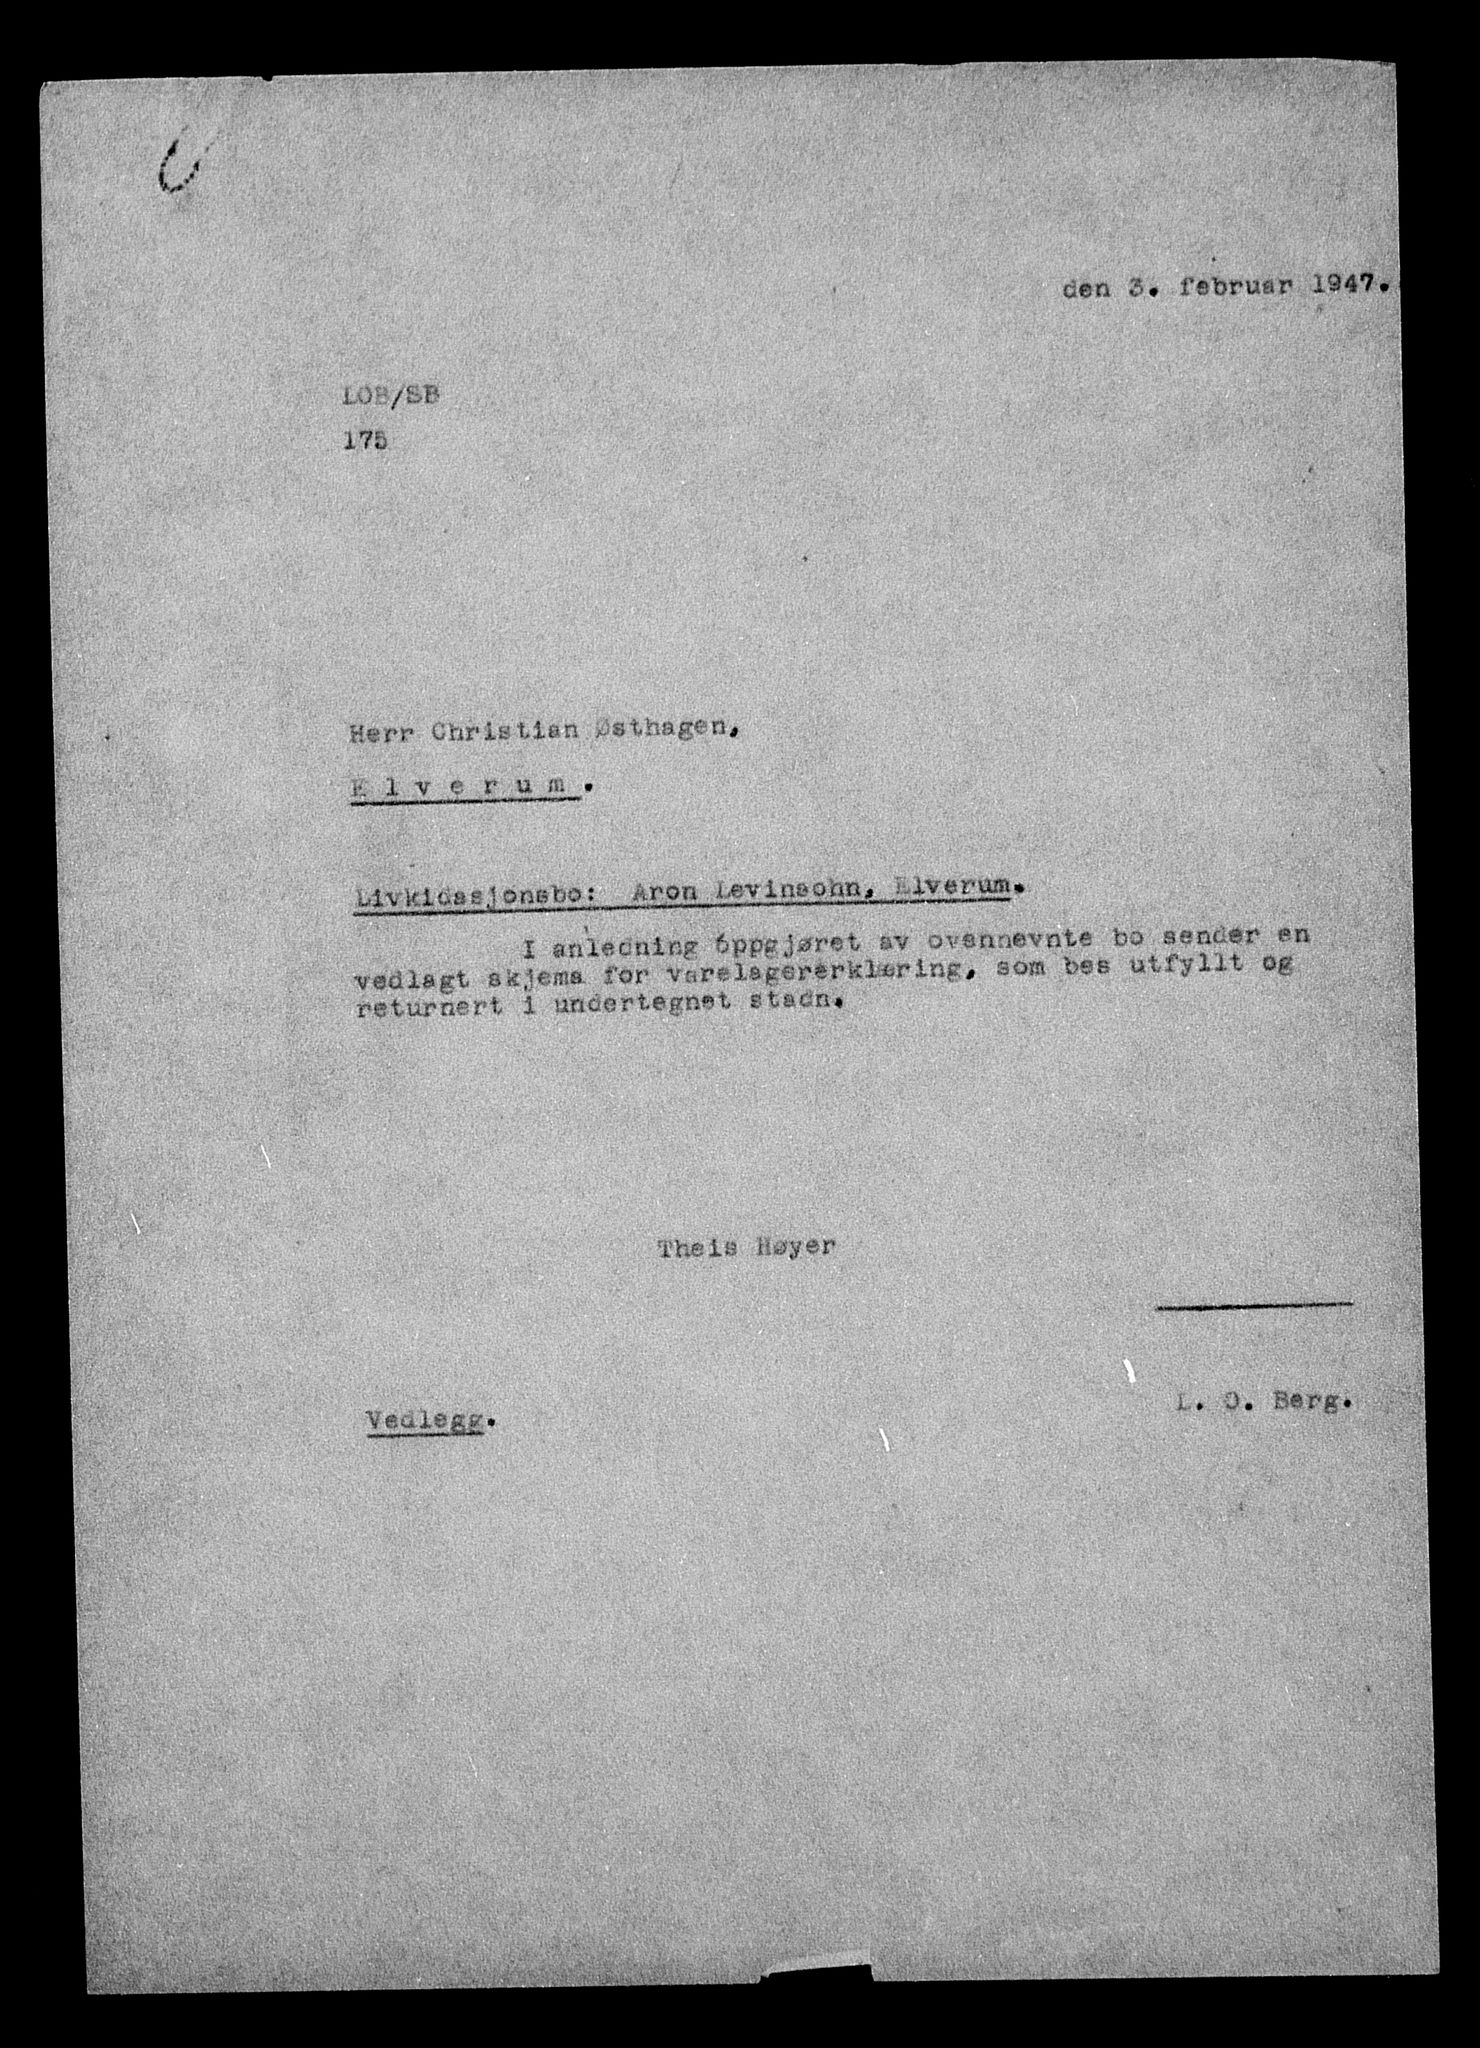 den 3. februar 1947.
LOB/SB
175
Herr Christian Østhagen,
Elverum.
Livkidasjonsbo: Aron Levinsohn, Elverum.
I anledning oppgjøret av ovennevnte bo sender en
vedlagt skjema for varelagererklæring, som bes utfyllt og
returnert i undertegnet stadn.
Theis Høyer
L. O. Berg.
Vedlegg.